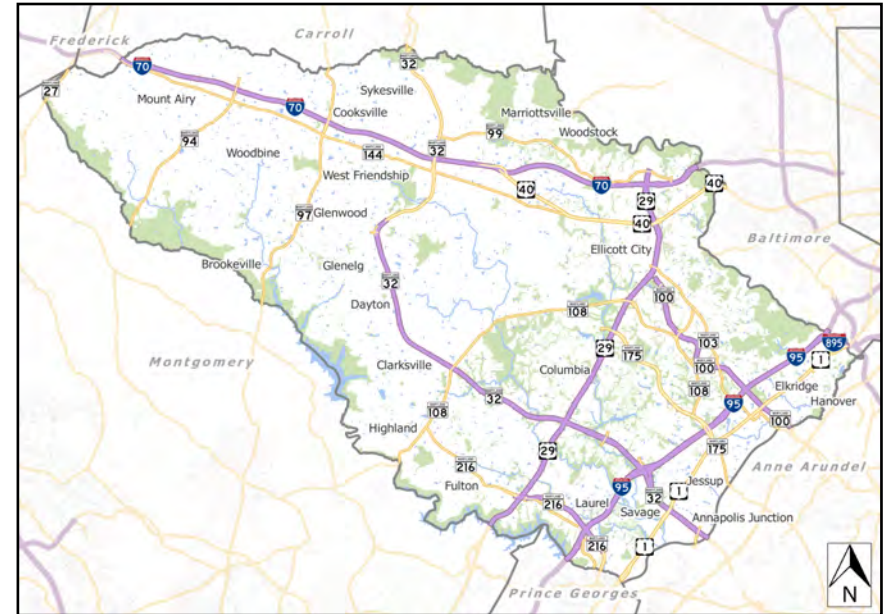 Frederick
Carroll
32
70
27
Mount Airy
Sykesville
Cooksville
70
Marriottsville
94
99
Woodstock
Woodbine
144
32
West Friendship
40
70
29
40
97
Glenwood
40
Baltimore
Ellicott City
Brookeville
Glenelg
32
100
Dayton
108
Montgomery
29
175
103
95
895
1
Clarksville
Columbia
100
Elkridge
32
108
Hanover
108
95
100
Highland
29
175
216
Anne Arundel
Fulton
95
Jessup
1
32
216
Laurel
Savage
Annapolis Junction
216
1
Prince Georges
N